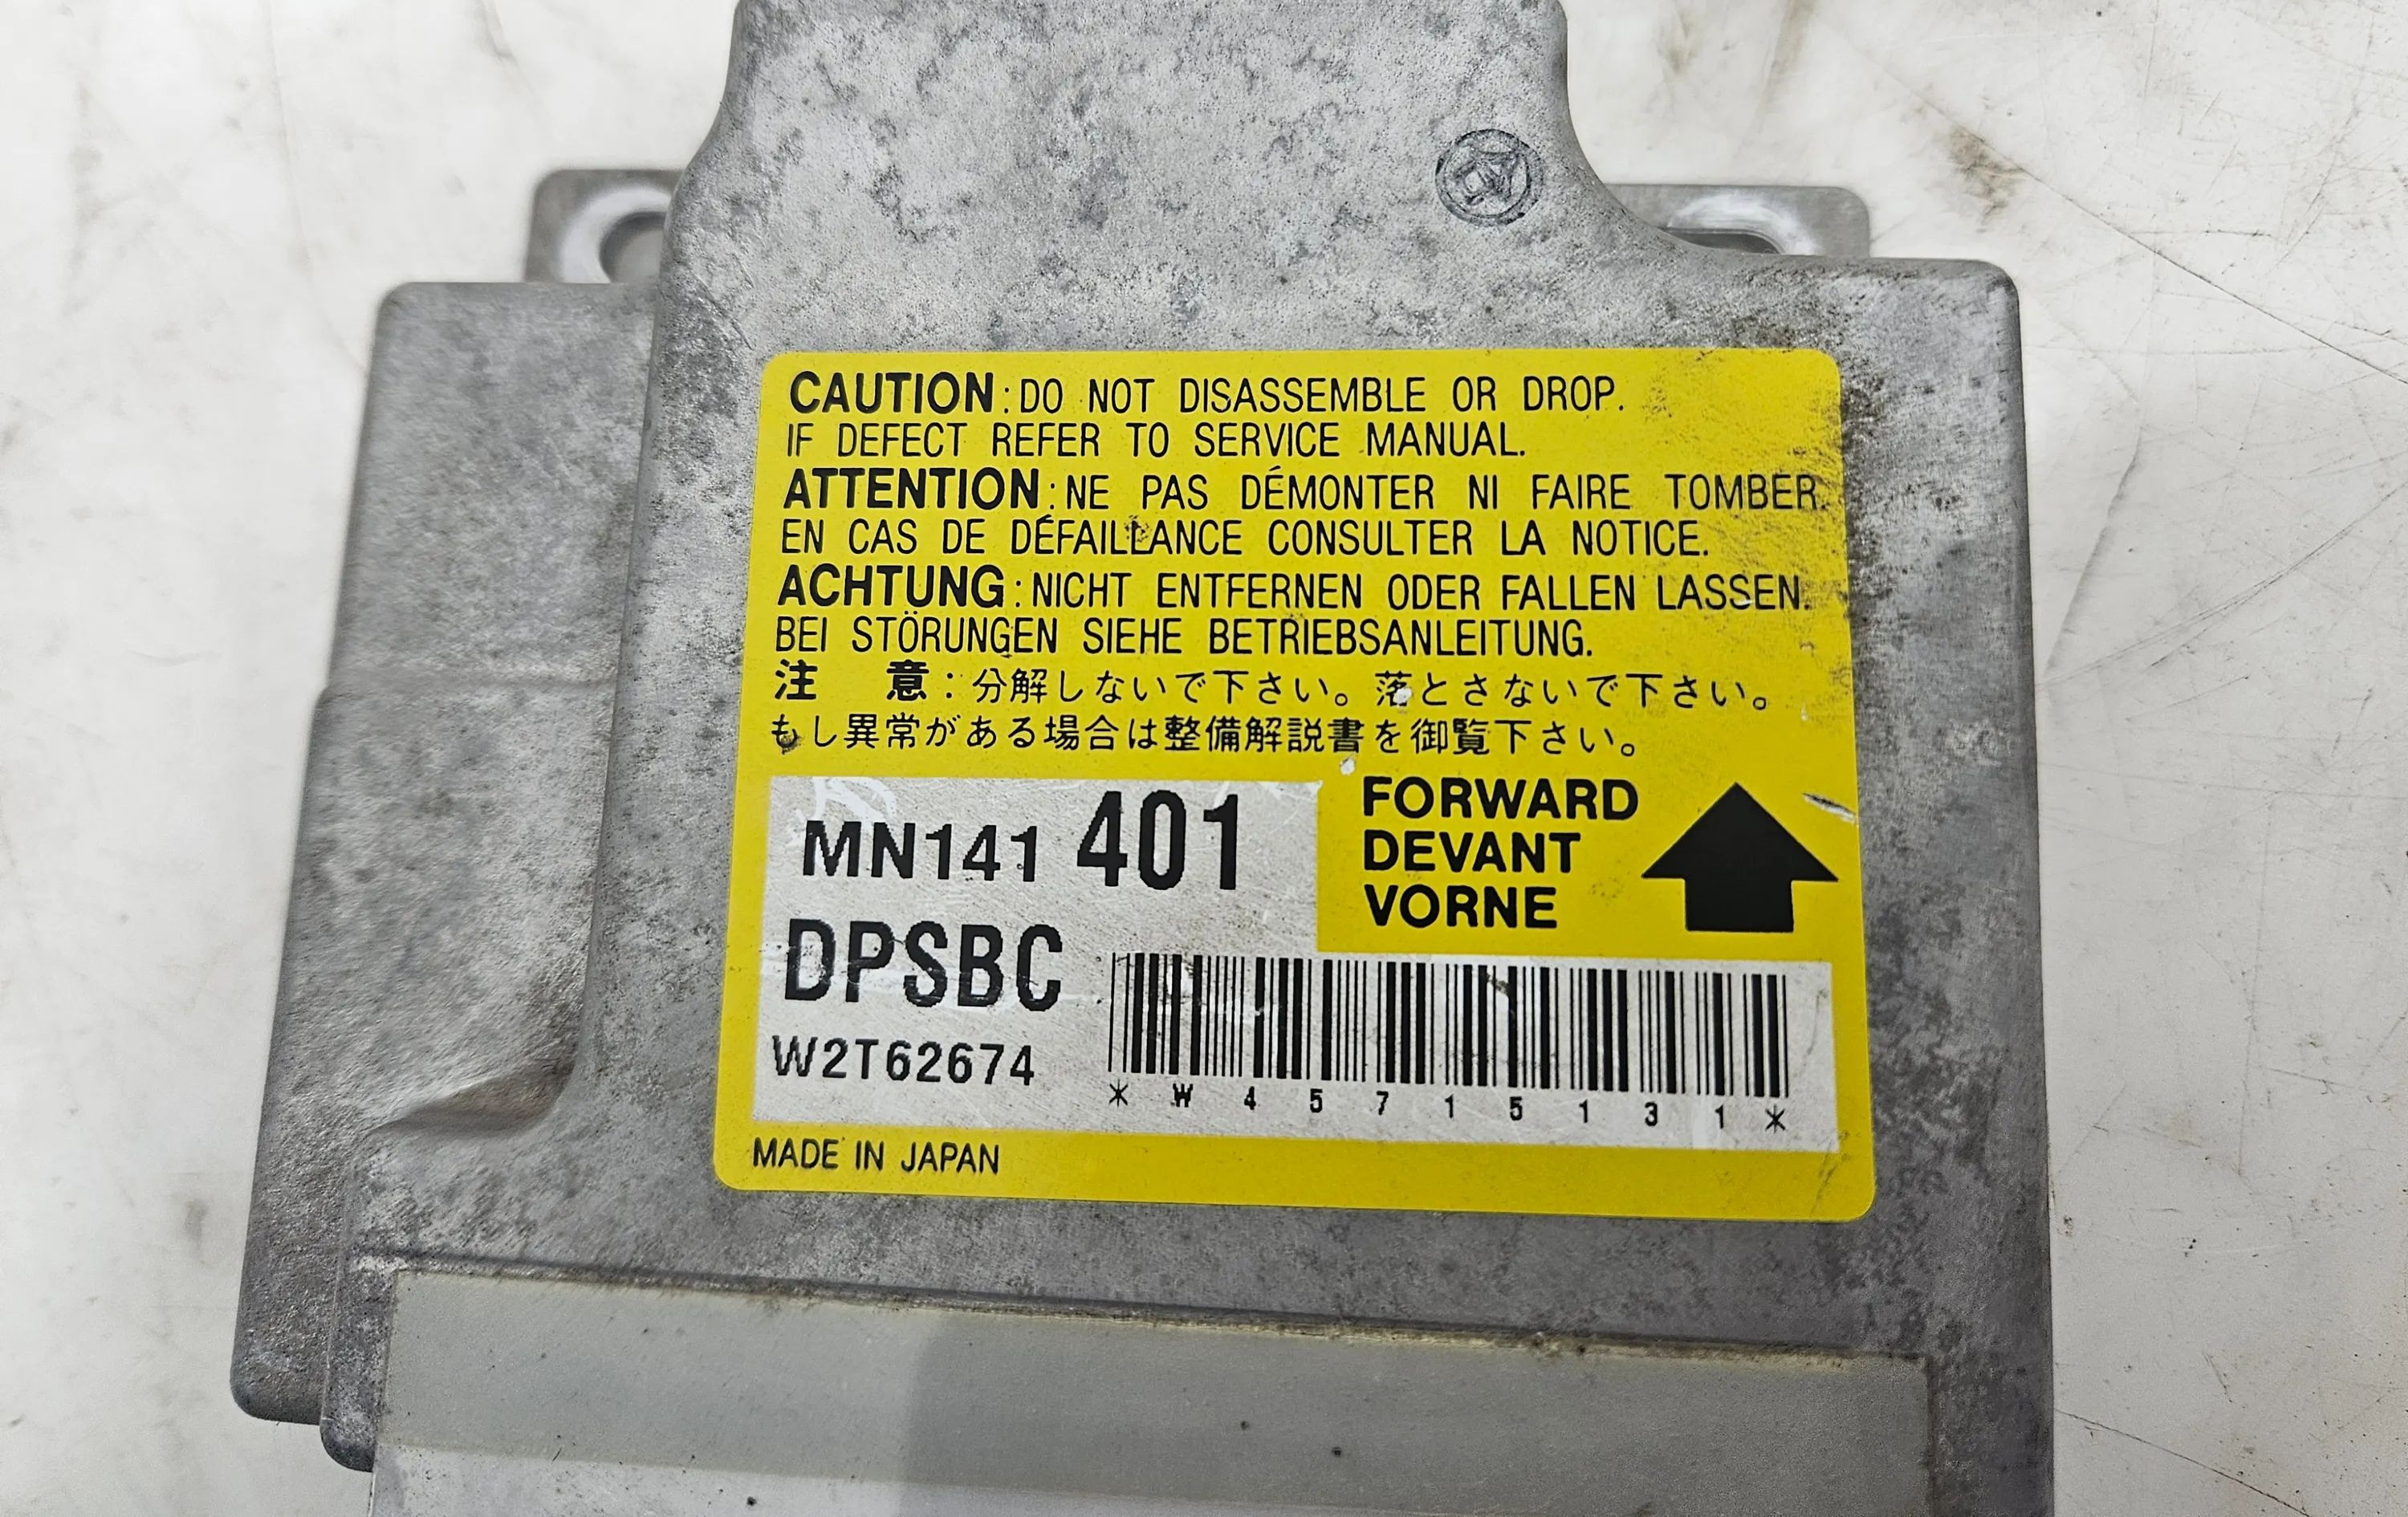 CAUTION:DO NOT DISASSEMBLE OR DROP.
IF DEFECT REFER TO SERVICE MANUAL.
ATTENTION:NE PAS DÉMONTER NI FAIRE TOMBER.
EN CAS DE DÉFAILLANCE CONSULTER LA NOTICE.
ACHTUNG:NICHT ENTFERNEN ODER FALLEN LASSEN.
BEI STÖRUNGEN SIEHE BETRIEBSANLEITUNG.
注 意:分解しないで下さい。落とさないで下さい。
もし異常がある場合は整備解説書を御覧下さい。
MN141 401
FORWARD
DEVANT
VORNE
DPSBC
W2T62674
*W45715131*
MADE IN JAPAN